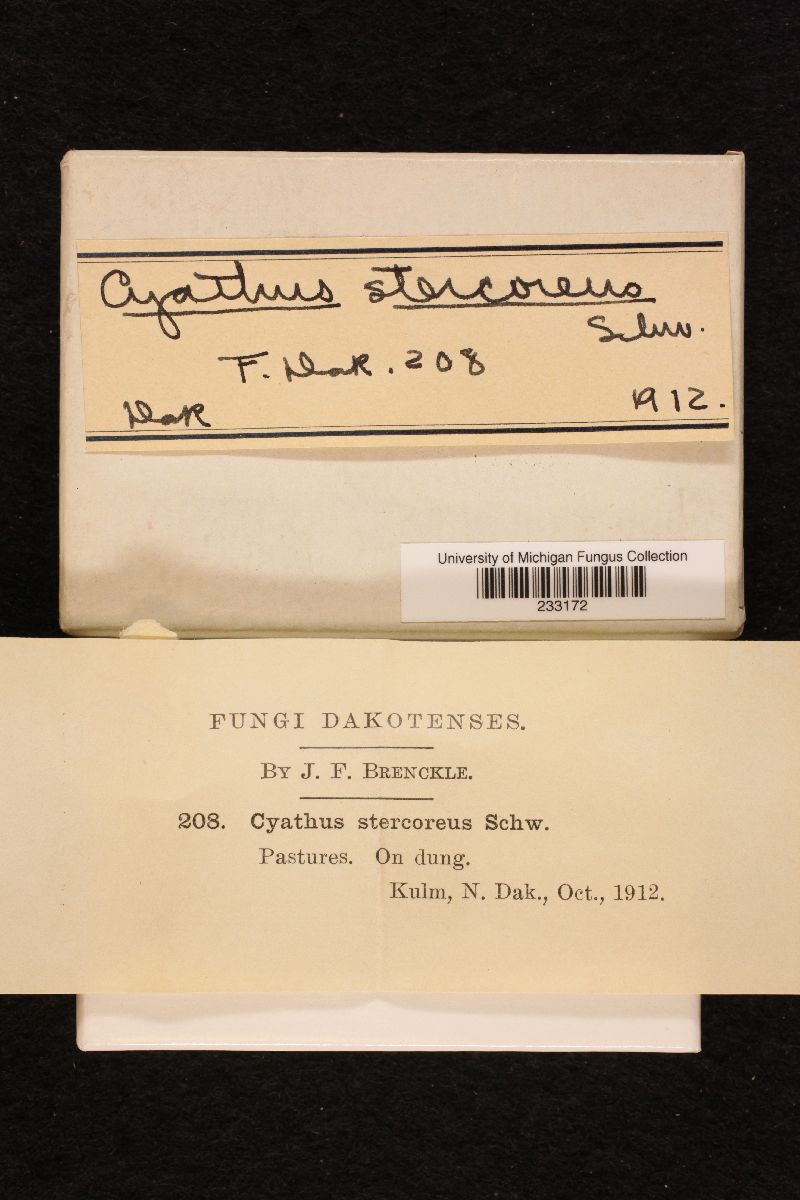 Cyathus stercoreus
Schw.
F. Dak. 208
Dak 1912.
University of Michigan Fungus Collection
233172
FUNGI DAKOTENSES.
BY J. F. BRENCKLE.
208. Cyathus stercoreus Schw.
Pastures. On dung.
Kulm, N. Dak., Oct., 1912.